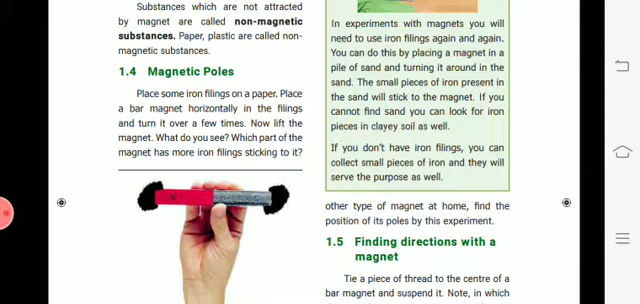 Substances which are not attracted
by magnet are called non-magnetic
substances. Paper, plastic are called non-
magnetic substances.
1.4 Magnetic Poles
Place some iron filings on a paper. Place
a bar magnet horizontally in the filings
and turn it over a few times. Now lift the
magnet. What do you see? Which part of the
magnet has more iron filings sticking to it?
In experiments with magnets you will
need to use iron filings again and again.
You can do this by placing a magnet in a
pile of sand and turning it around in the
sand. The small pieces of iron present in
the sand will stick to the magnet. If you
cannot find sand you can look for iron
pieces in clayey soil as well.
If you don't have iron filings, you can
collect small pieces of iron and they will
serve the purpose as well.
other type of magnet at home, find the
position of its poles by this experiment.
1.5 Finding directions with a
magnet
Tie a piece of thread to the centre of a
bar magnet and suspend it. Note, in which